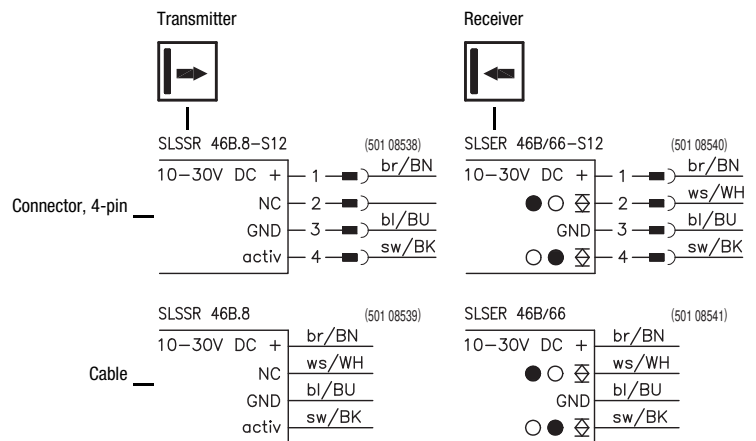 Transmitter
Receiver
SLSSR 46B.8-S12 (501 08538)
10-30V DC + 1 br/BN
NC 2
GND 3 bl/BU
activ 4 sw/BK
SLSER 46B/66-S12 (501 08540)
10-30V DC + 1 br/BN
2 ws/WH
GND 3 bl/BU
4 sw/BK
Connector, 4-pin
SLSSR 46B.8 (501 08539)
10-30V DC + br/BN
NC ws/WH
GND bl/BU
activ sw/BK
SLSER 46B/66 (501 08541)
10-30V DC + br/BN
ws/WH
GND bl/BU
sw/BK
Cable